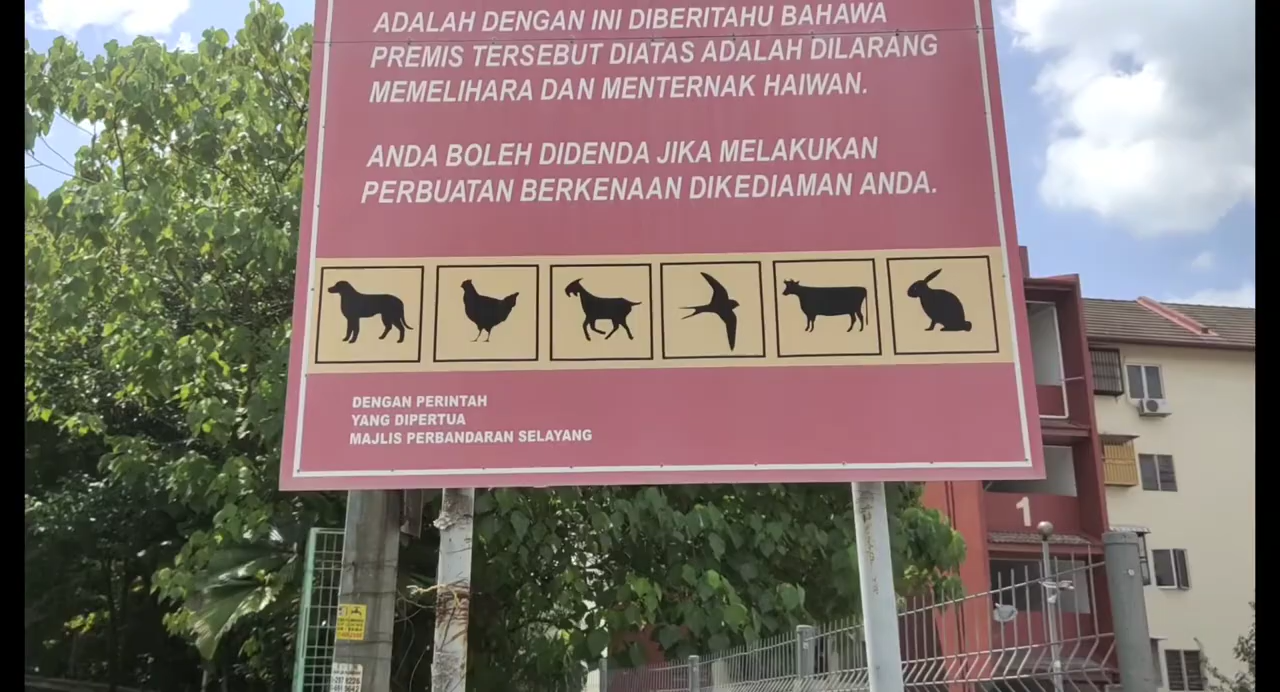 ADALAH DENGAN INI DIBERITAHU BAHAWA
PREMIS TERSEBUT DIATAS ADALAH DILARANG
MEMELIHARA DAN MENTERNAK HAIWAN.
ANDA BOLEH DIDENDA JIKA MELAKUKAN
PERBUATAN BERKENAAN DIKEDIAMAN ANDA.
DENGAN PERINTAH
YANG DIPERTUA
MAJLIS PERBANDARAN SELAYANG
1